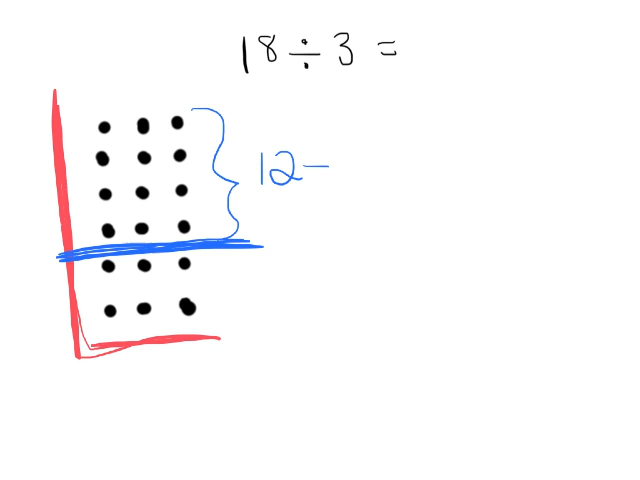 18 ÷ 3 =
12-